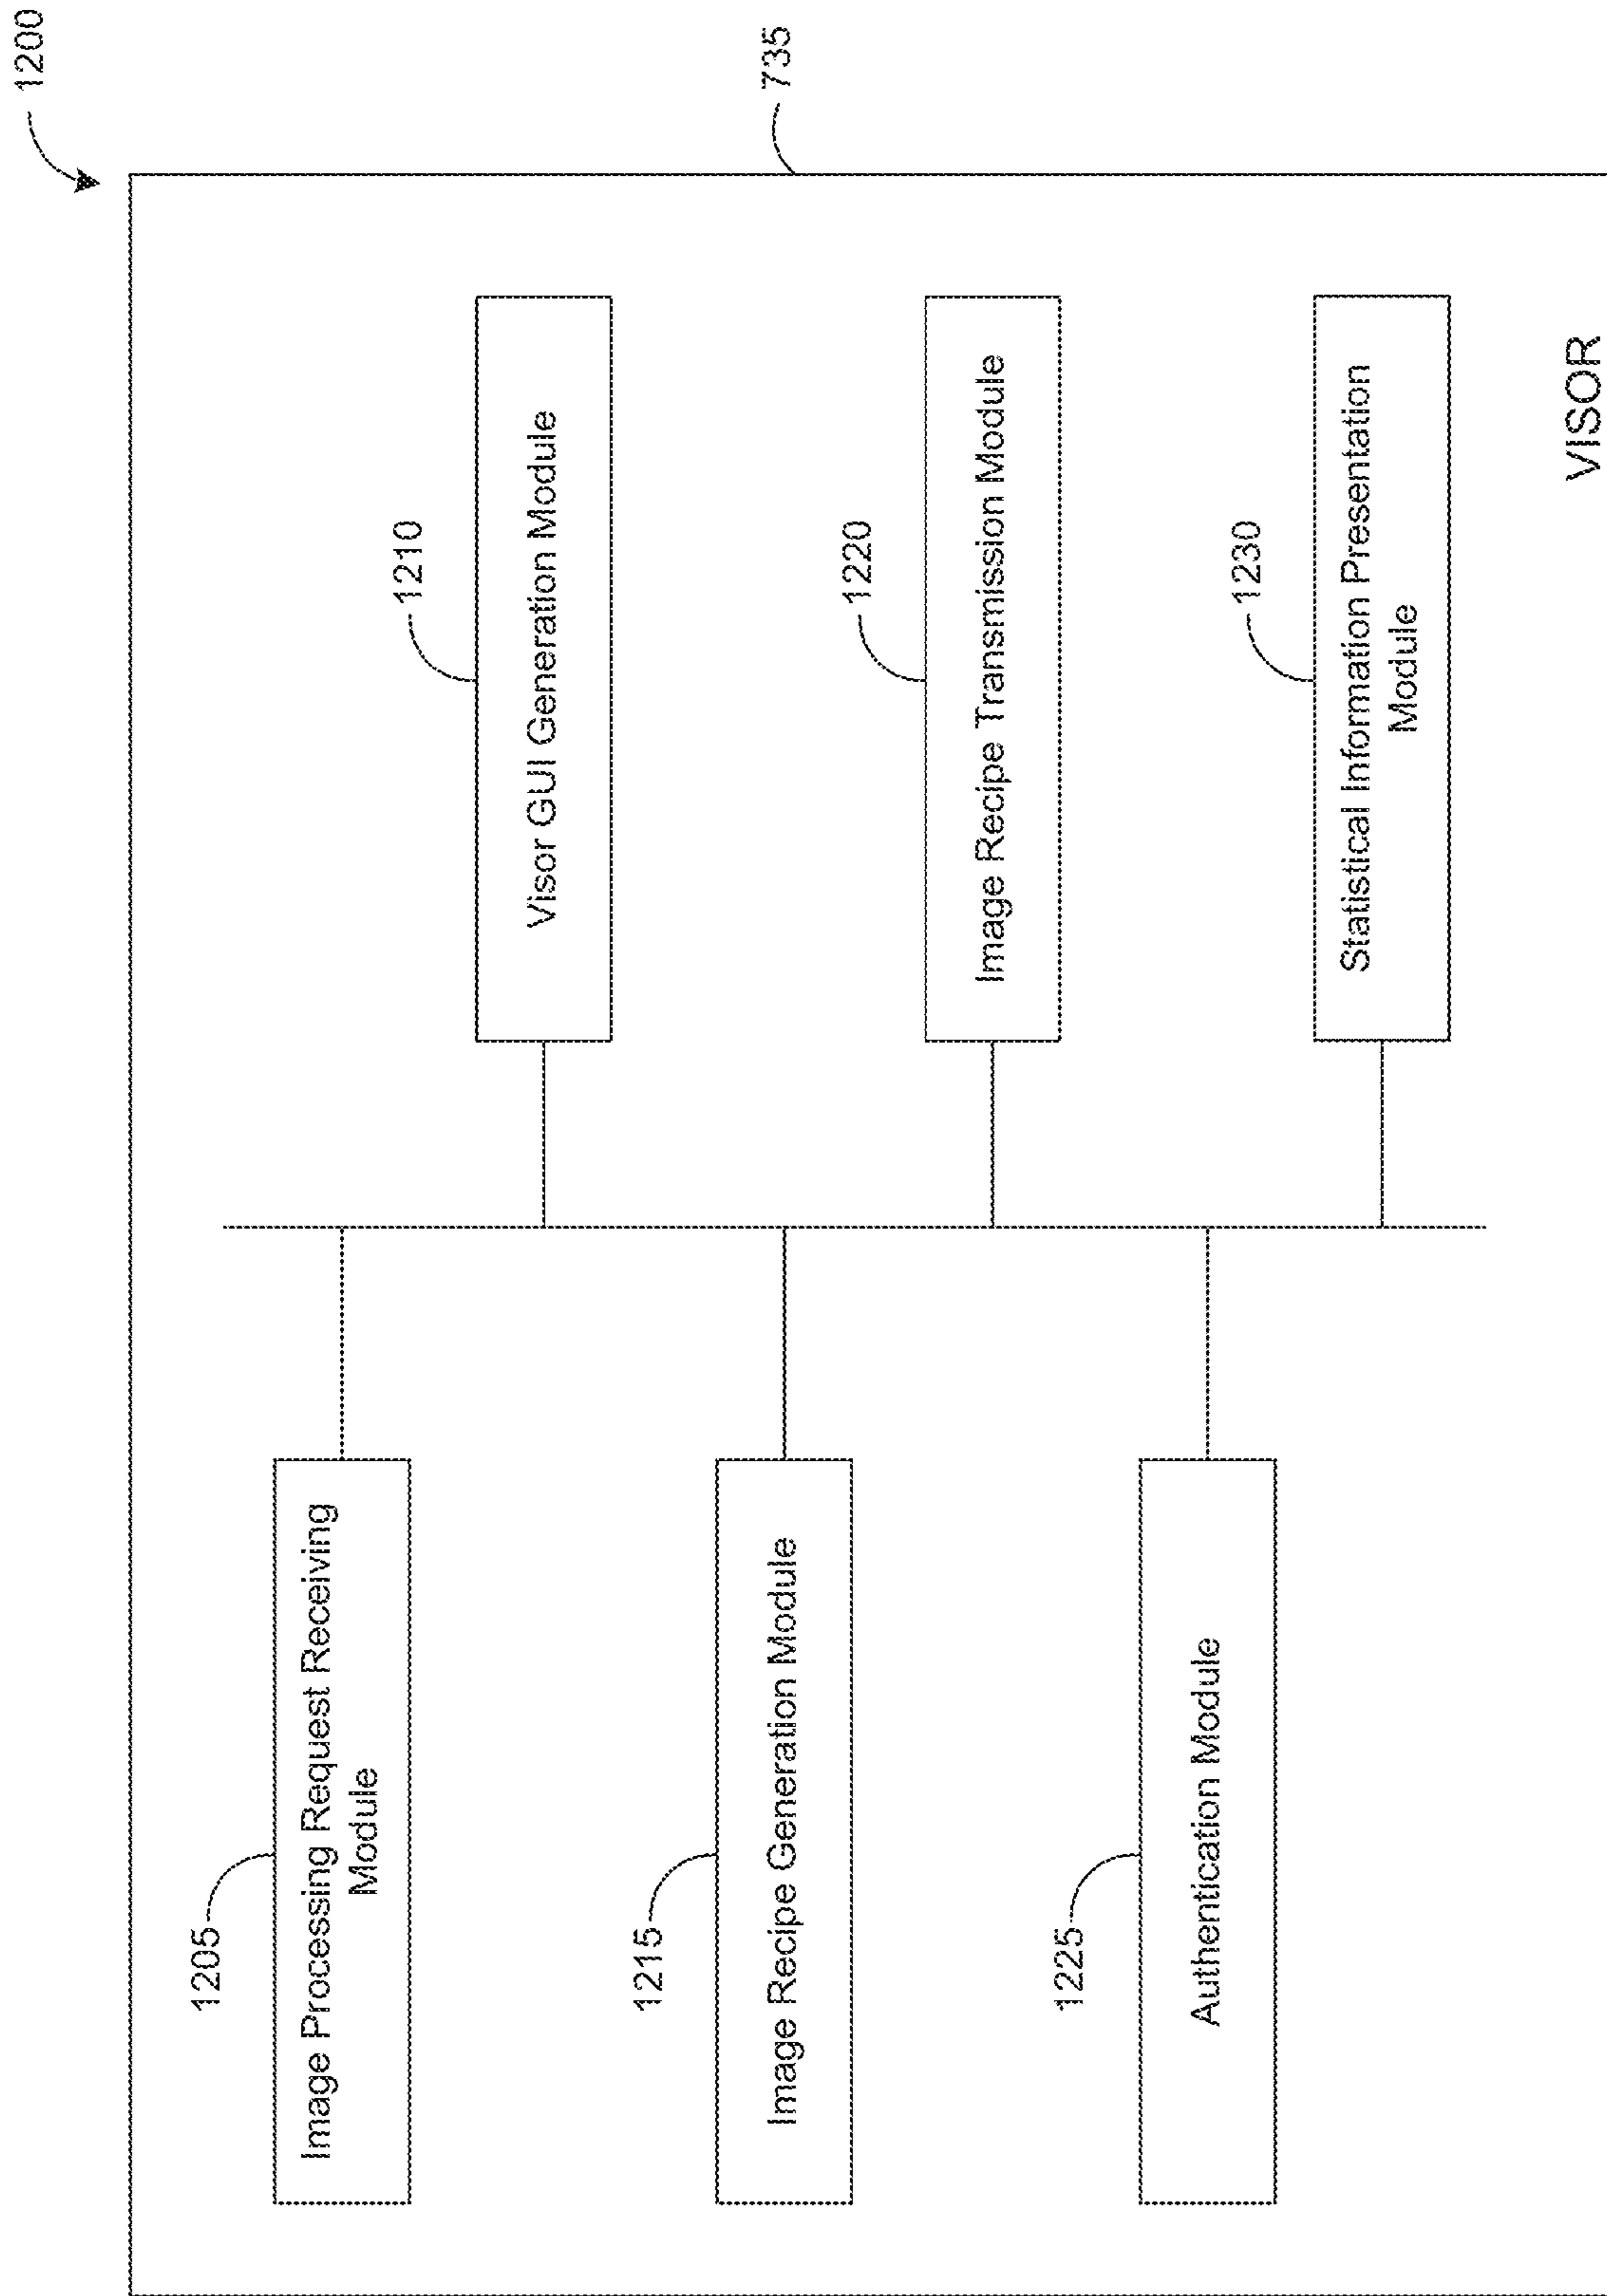 1200
735
1205
Image Processing Request Receiving
Module
1210
Visor GUI Generation Module
1215
Image Recipe Generation Module
1220
Image Recipe Transmission Module
1225
Authentication Module
1230
Statistical Information Presentation
Module
VISOR